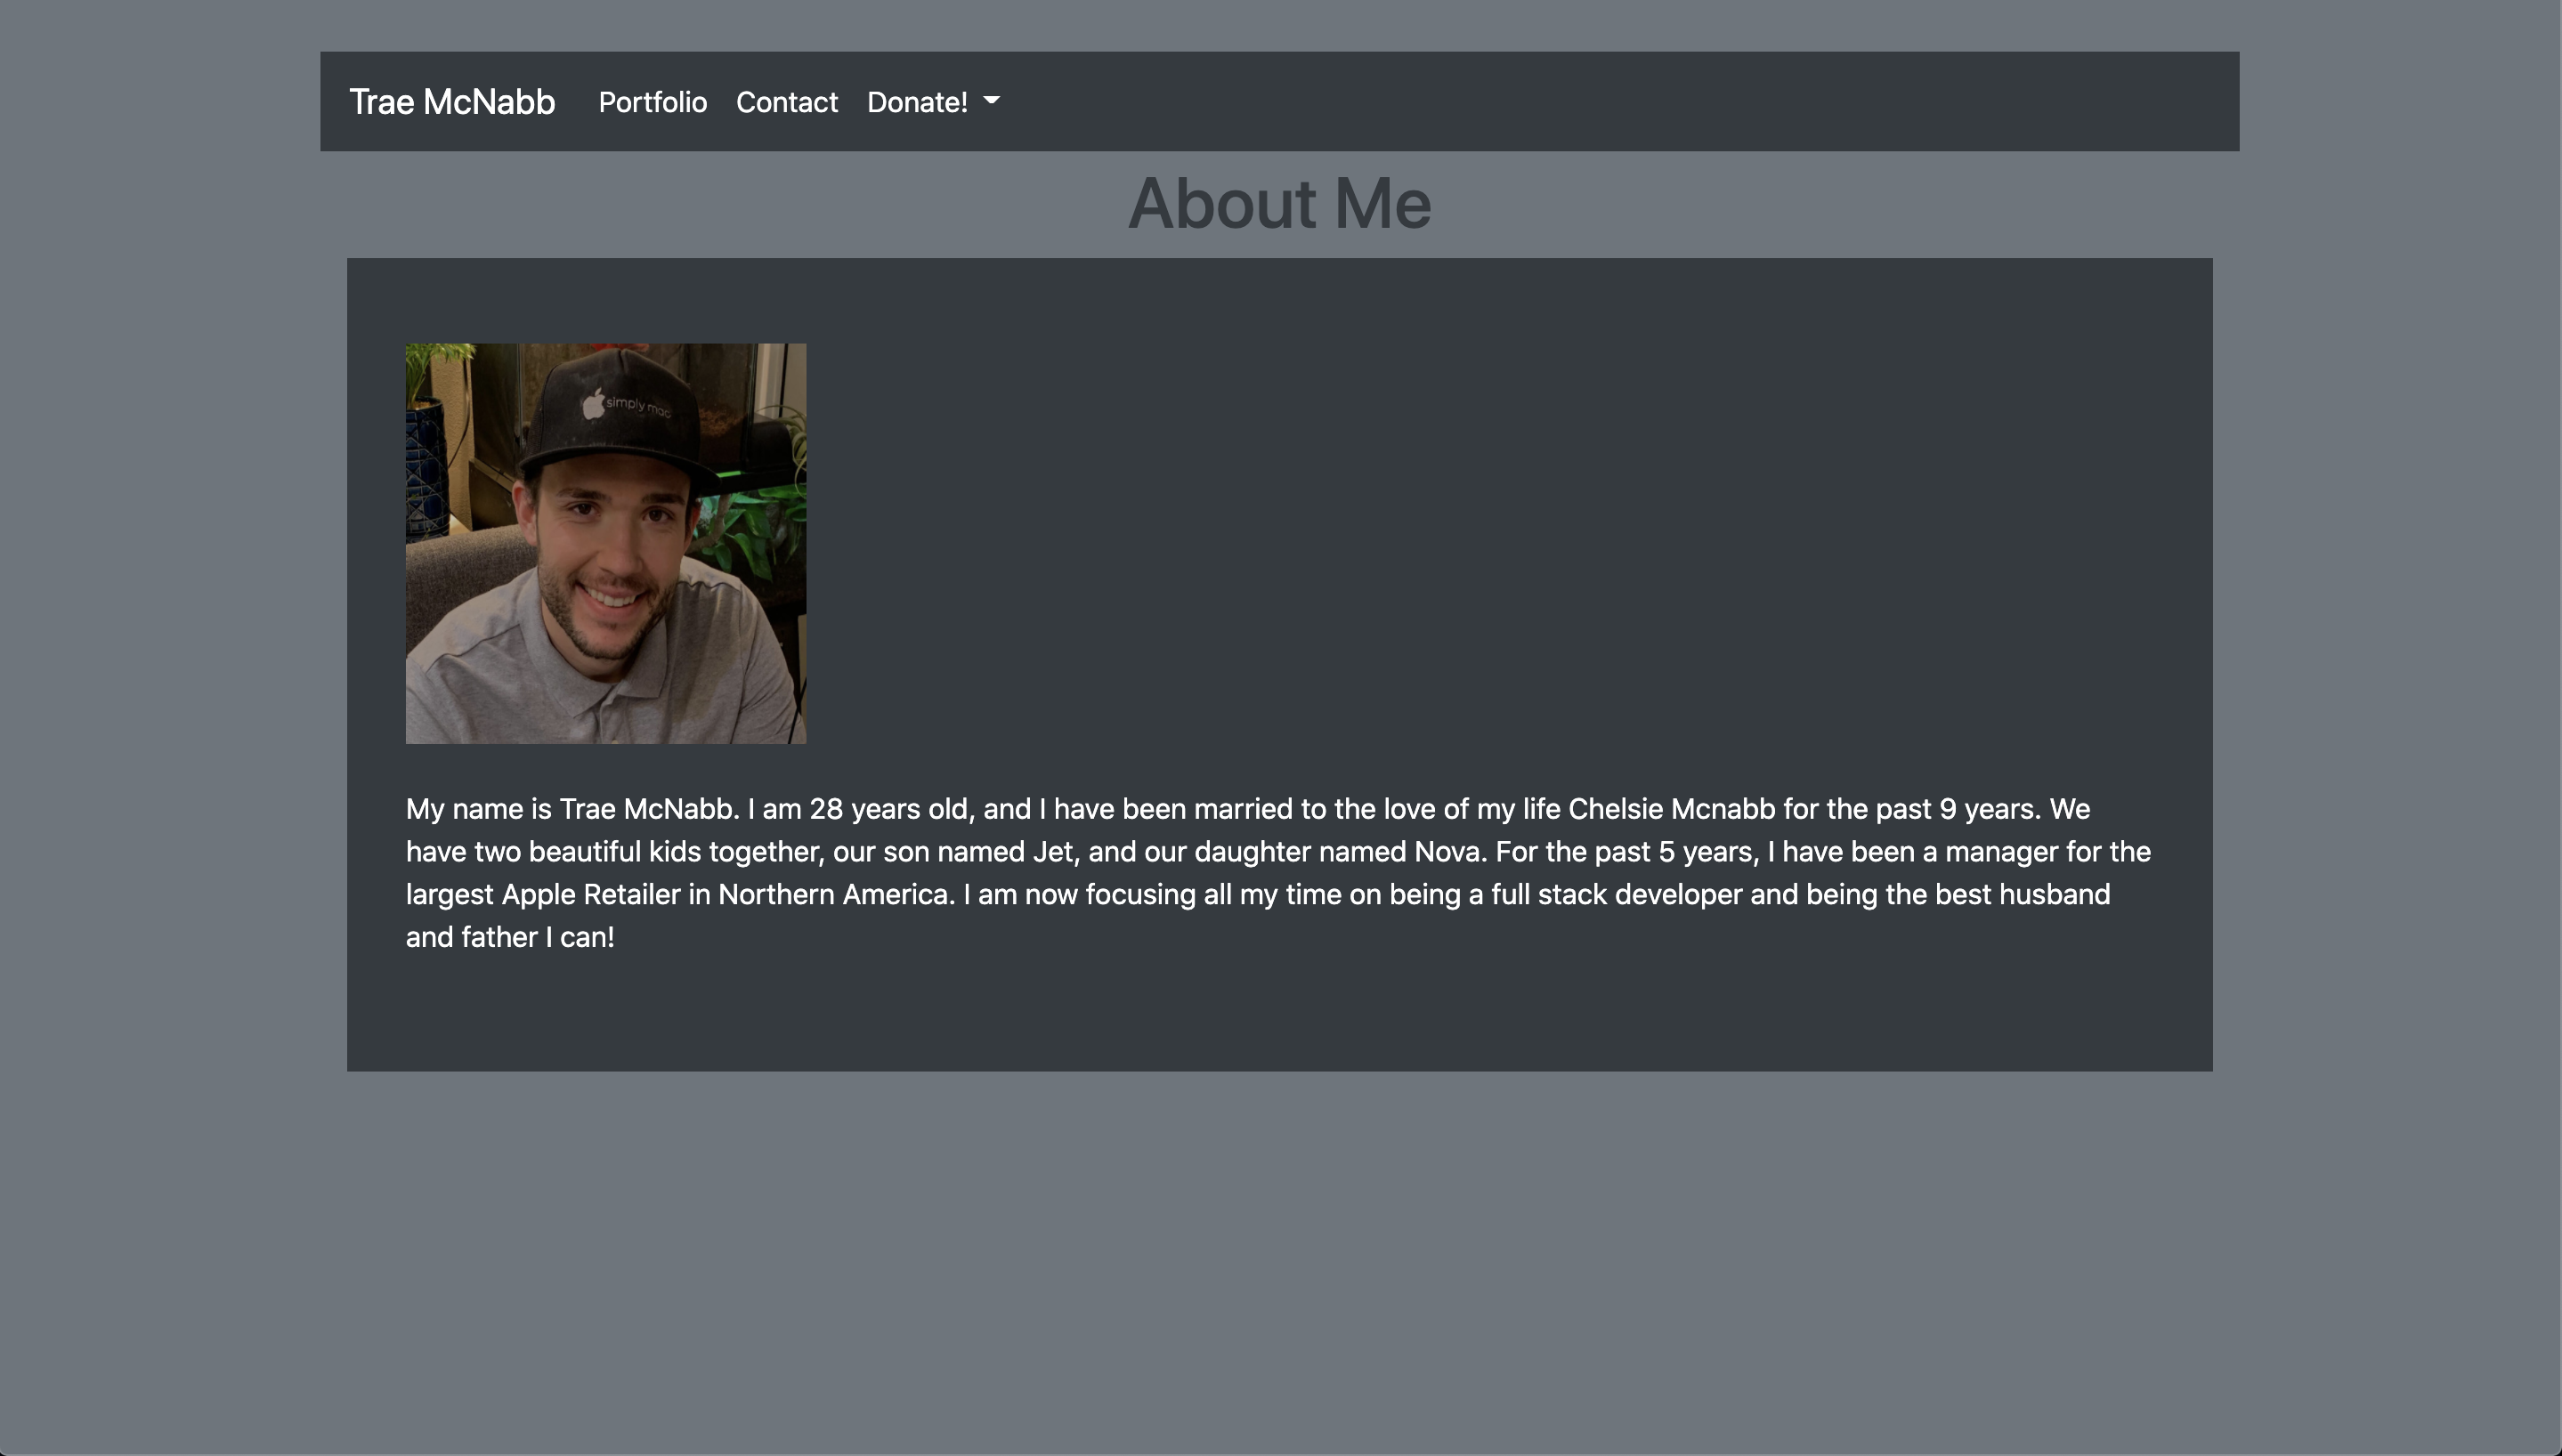 Trae McNabb Portfolio Contact Donate!
About Me
simply mac
My name is Trae McNabb. I am 28 years old, and I have been married to the love of my life Chelsie Mcnabb for the past 9 years. We
have two beautiful kids together, our son named Jet, and our daughter named Nova. For the past 5 years, I have been a manager for the
largest Apple Retailer in Northern America. I am now focusing all my time on being a full stack developer and being the best husband
and father I can!